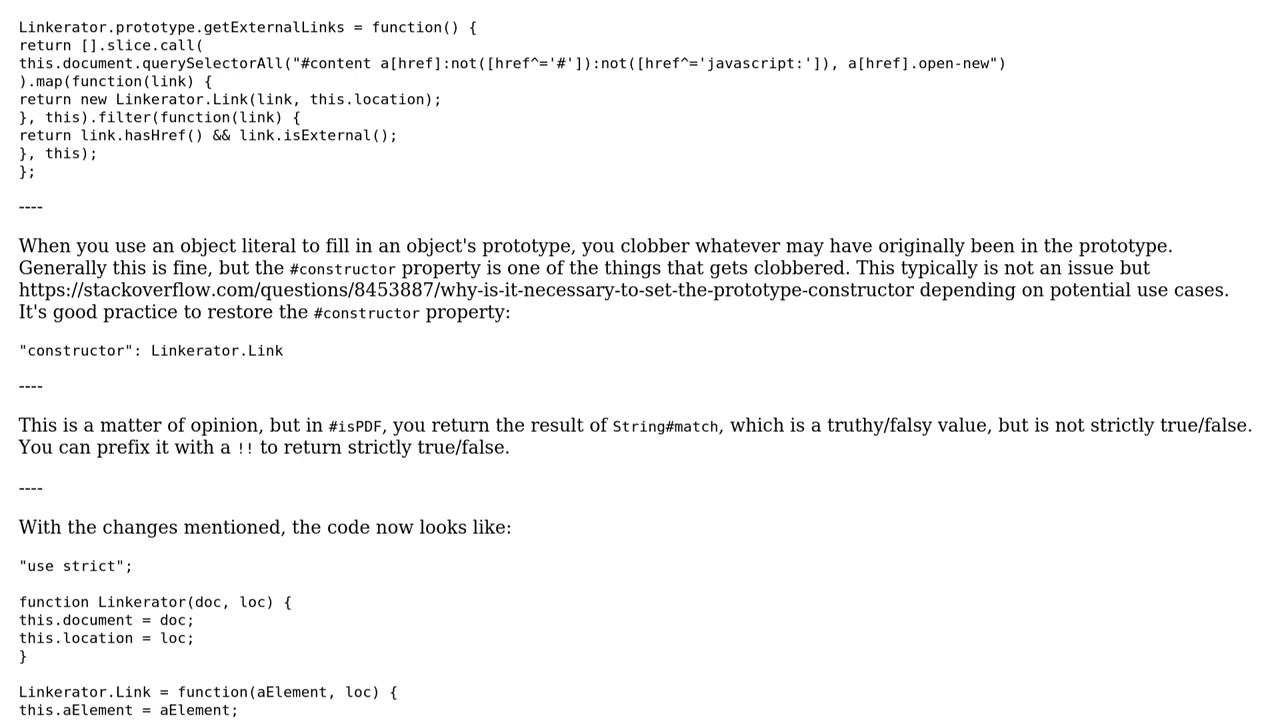 Linkerator.prototype.getExternalLinks = function() {
return [].slice.call(
this.document.querySelectorAll("#content a[href]:not([href^='#']):not([href^='javascript:']), a[href].open-new")
).map(function(link) {
return new Linkerator.Link(link, this.location);
}, this).filter(function(link) {
return link.hasHref() && link.isExternal();
}, this);
};
----
When you use an object literal to fill in an object's prototype, you clobber whatever may have originally been in the prototype.
Generally this is fine, but the #constructor property is one of the things that gets clobbered. This typically is not an issue but
https://stackoverflow.com/questions/8453887/why-is-it-necessary-to-set-the-prototype-constructor depending on potential use cases.
It's good practice to restore the #constructor property:
"constructor": Linkerator.Link
----
This is a matter of opinion, but in #isPDF, you return the result of String#match, which is a truthy/falsy value, but is not strictly true/false.
You can prefix it with a !! to return strictly true/false.
----
With the changes mentioned, the code now looks like:
"use strict";
function Linkerator(doc, loc) {
this.document = doc;
this.location = loc;
}
Linkerator.Link = function(aElement, loc) {
this.aElement = aElement;